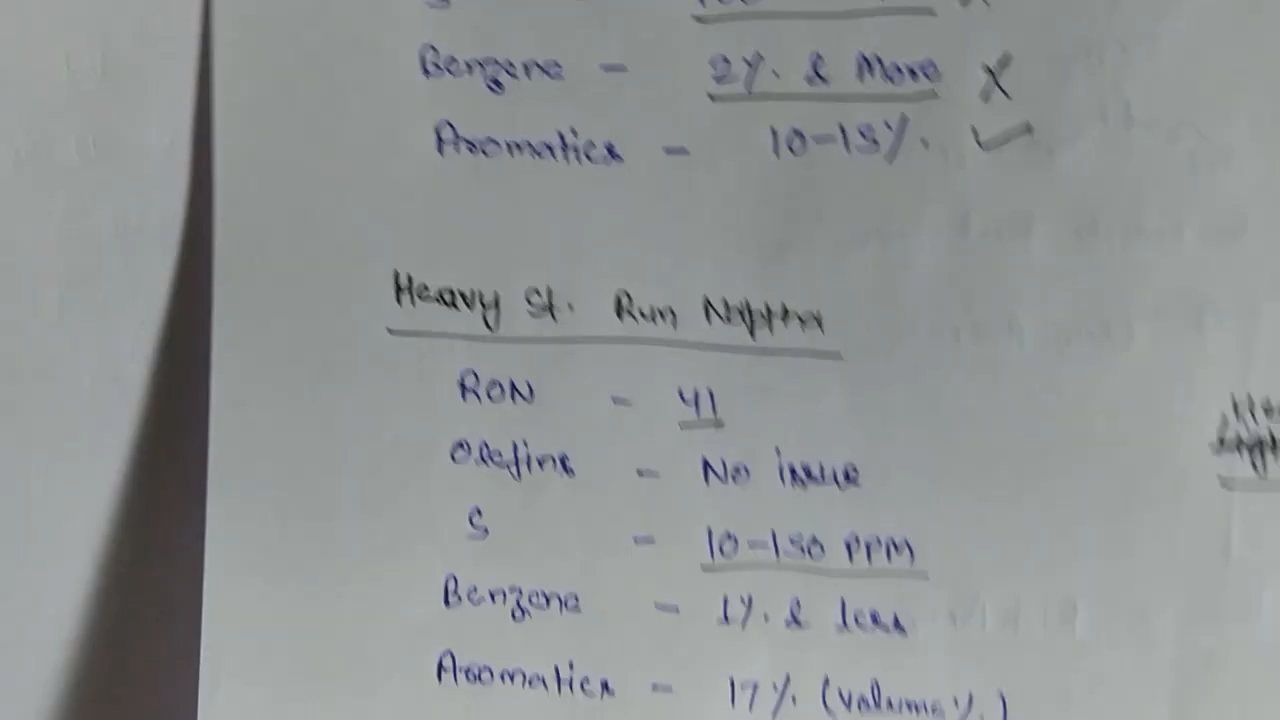 Benzene - 2%. & More X
Aromatics - 10-15%. ✓
Heavy St. Run Naptha
RON - 41
Olefins - No issue
S - 10-150 PPM
Benzene - 1%. & less
Aromatics - 17%. (Volume%.)